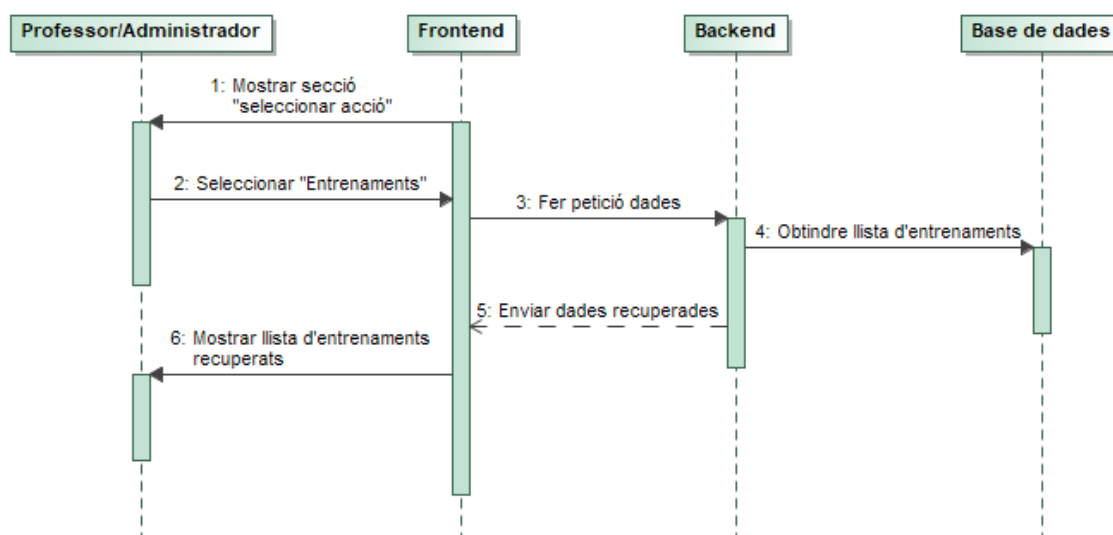 Professor/Administrador
Frontend
Backend
Base de dades
1: Mostrar secció
"seleccionar acció"
2: Seleccionar "Entrenaments"
3: Fer petició dades
4: Obtindre llista d'entrenaments
5: Enviar dades recuperades
6: Mostrar llista d'entrenaments
recuperats